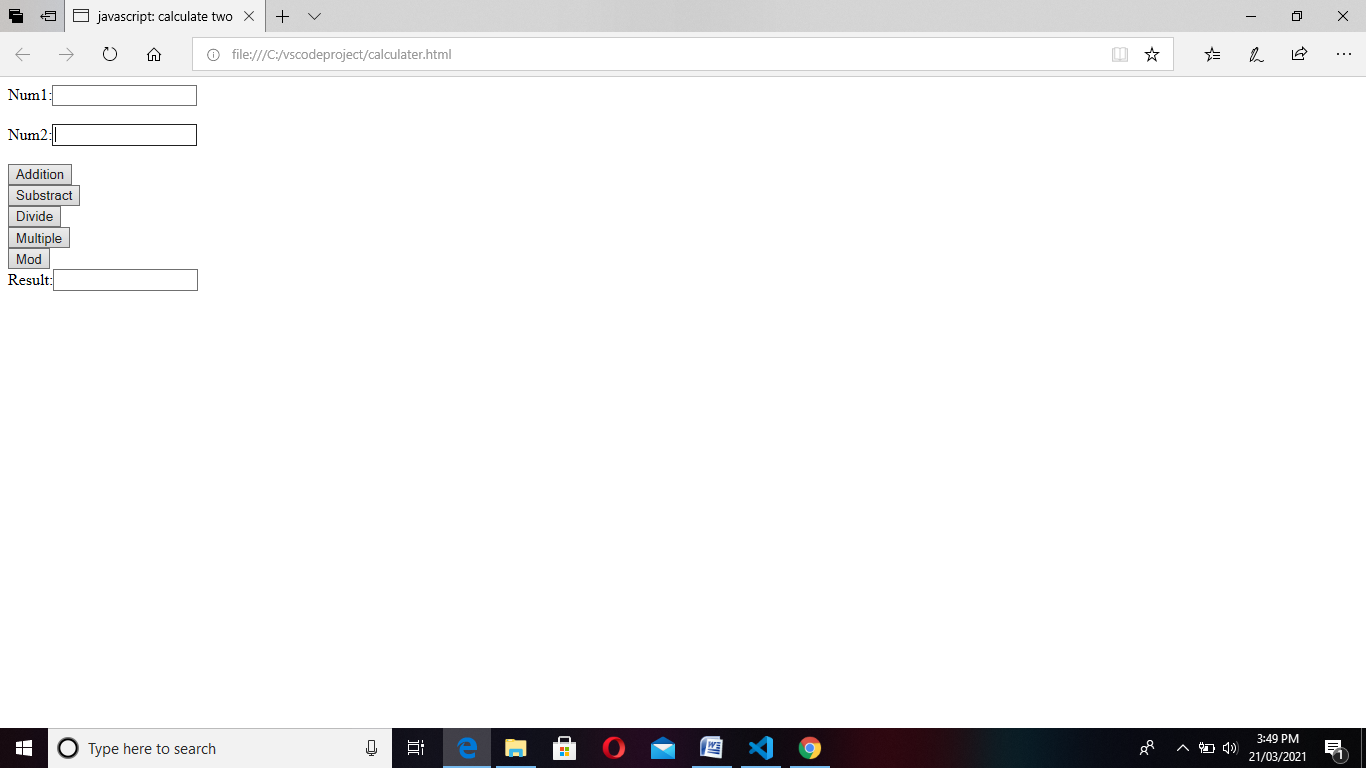 javascript: calculate two
file:///C:/vscodeproject/calculater.html
Num1:
Num2:
Addition
Substract
Divide
Multiple
Mod
Result:
Type here to search
3:49 PM
21/03/2021
1